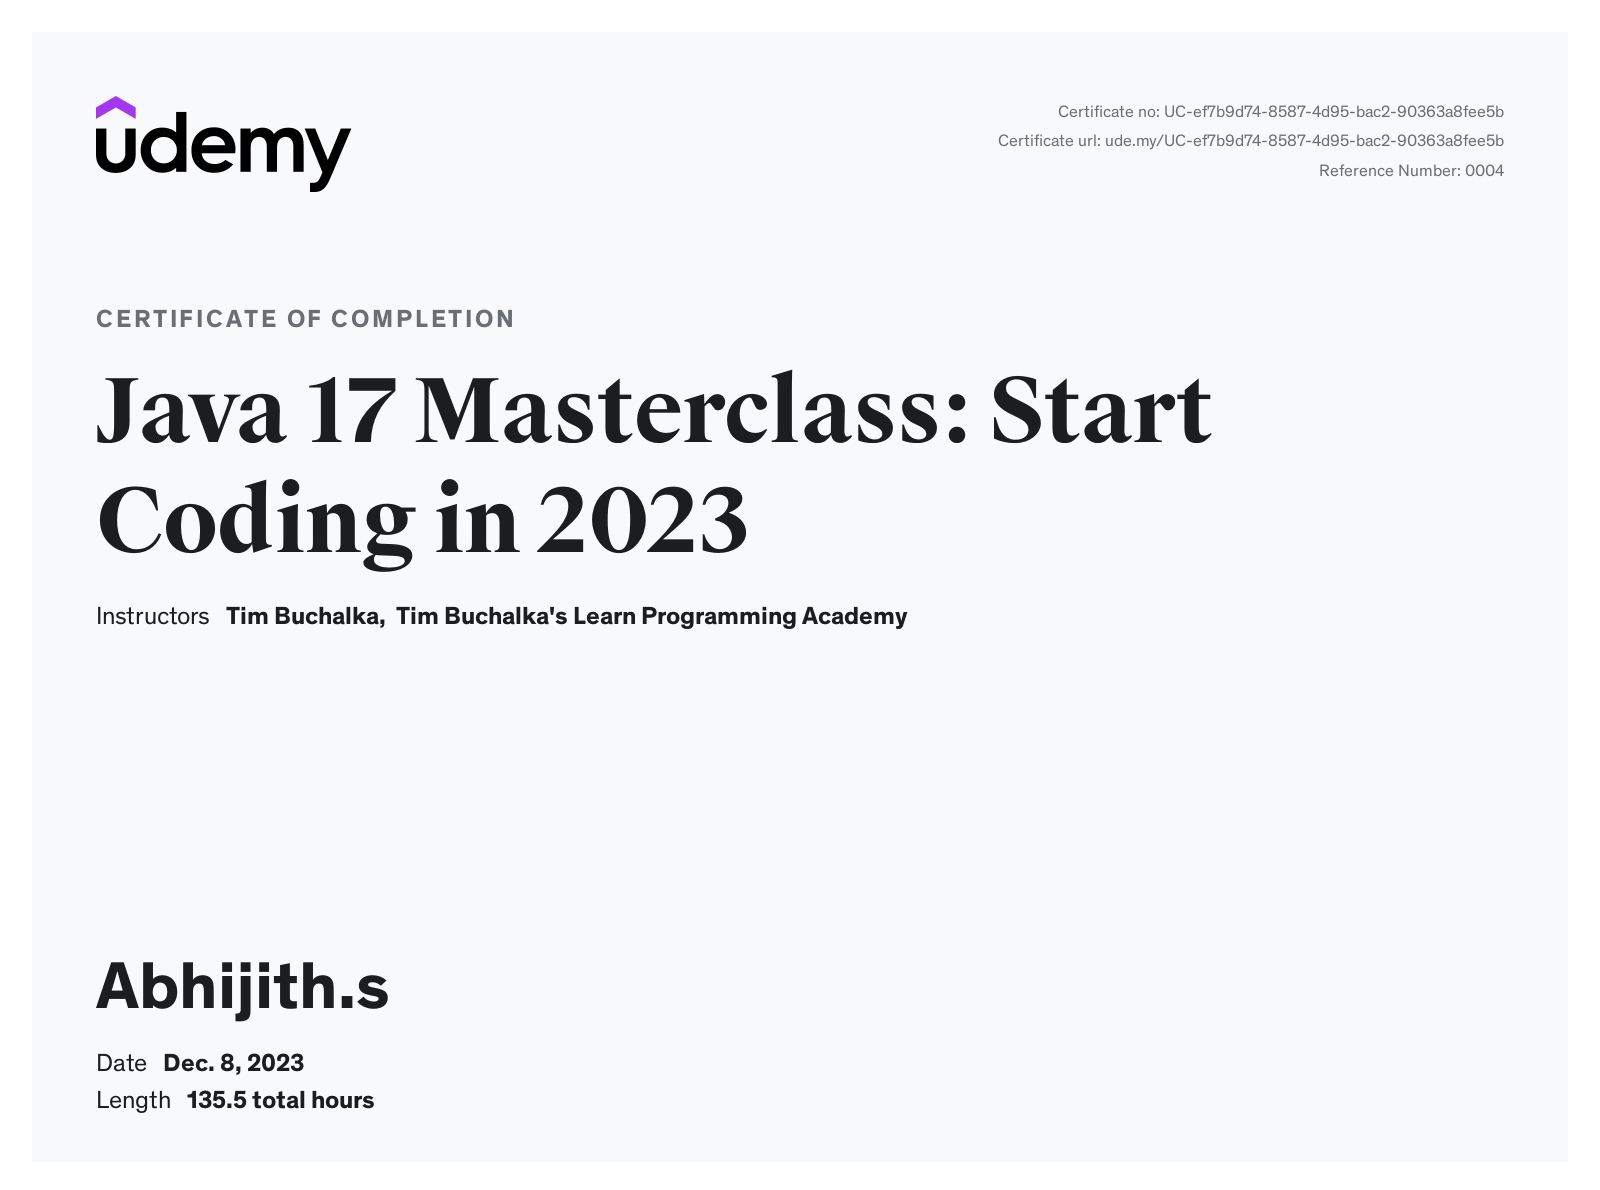 udemy
Certificate no: UC-ef7b9d74-8587-4d95-bac2-90363a8fee5b
Certificate url: ude.my/UC-ef7b9d74-8587-4d95-bac2-90363a8fee5b
Reference Number: 0004
CERTIFICATE OF COMPLETION
Java 17 Masterclass: Start
Coding in 2023
Instructors Tim Buchalka, Tim Buchalka's Learn Programming Academy
Abhijith.s
Date Dec. 8, 2023
Length 135.5 total hours